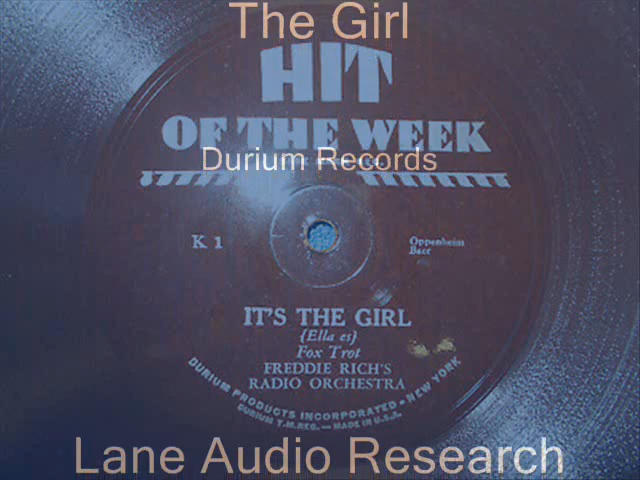 The Girl
HIT
OF THE WEEK
Durium Records
K 1
Oppenheim
Baer
IT'S THE GIRL
(Ella es)
Fox Trot
FREDDIE RICH'S
RADIO ORCHESTRA
DURIUM PRODUCTS INCORPORATED • NEW YORK
DURIUM T.M.REG. — MADE IN U.S.A.
Lane Audio Research